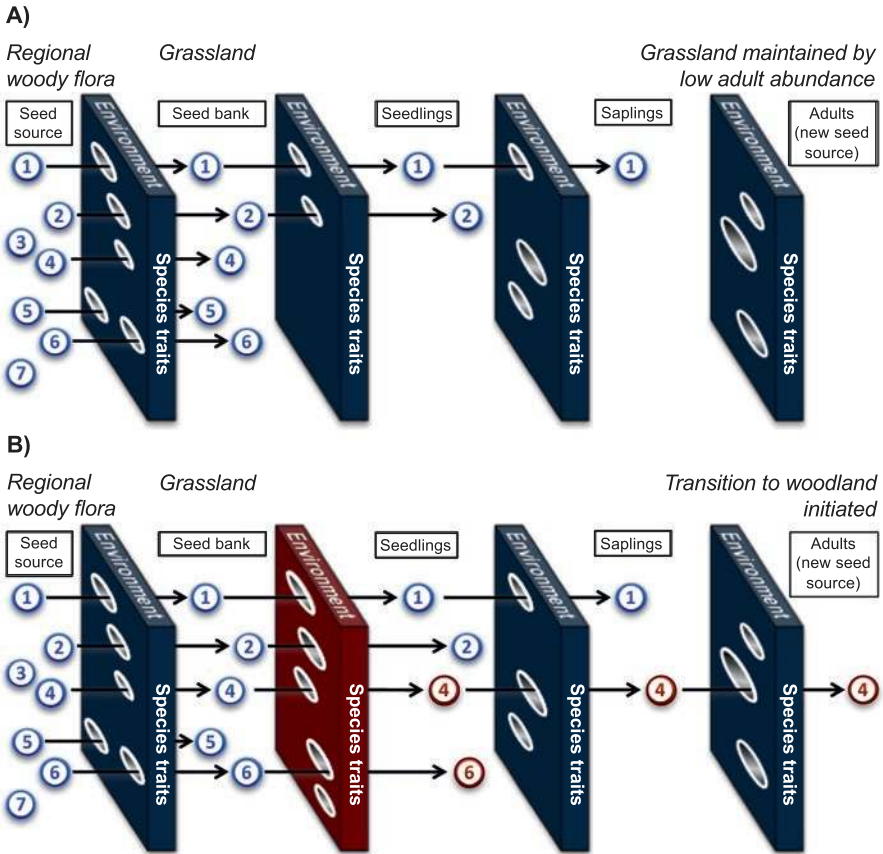 A)
Regional
woody flora
Grassland
Grassland maintained by
low adult abundance
Seed
source
Seed bank
Seedlings
Saplings
Adults
(new seed
source)
Environment
Environment
Environment
Environment
1
1
1
1
2
2
2
3
4
4
5
5
6
6
7
Species traits
Species traits
Species traits
Species traits
B)
Regional
woody flora
Grassland
Transition to woodland
initiated
Seed
source
Seed bank
Seedlings
Saplings
Adults
(new seed
source)
Environment
Environment
Environment
Environment
1
1
1
1
2
2
2
3
4
4
4
4
4
5
5
6
6
6
7
Species traits
Species traits
Species traits
Species traits